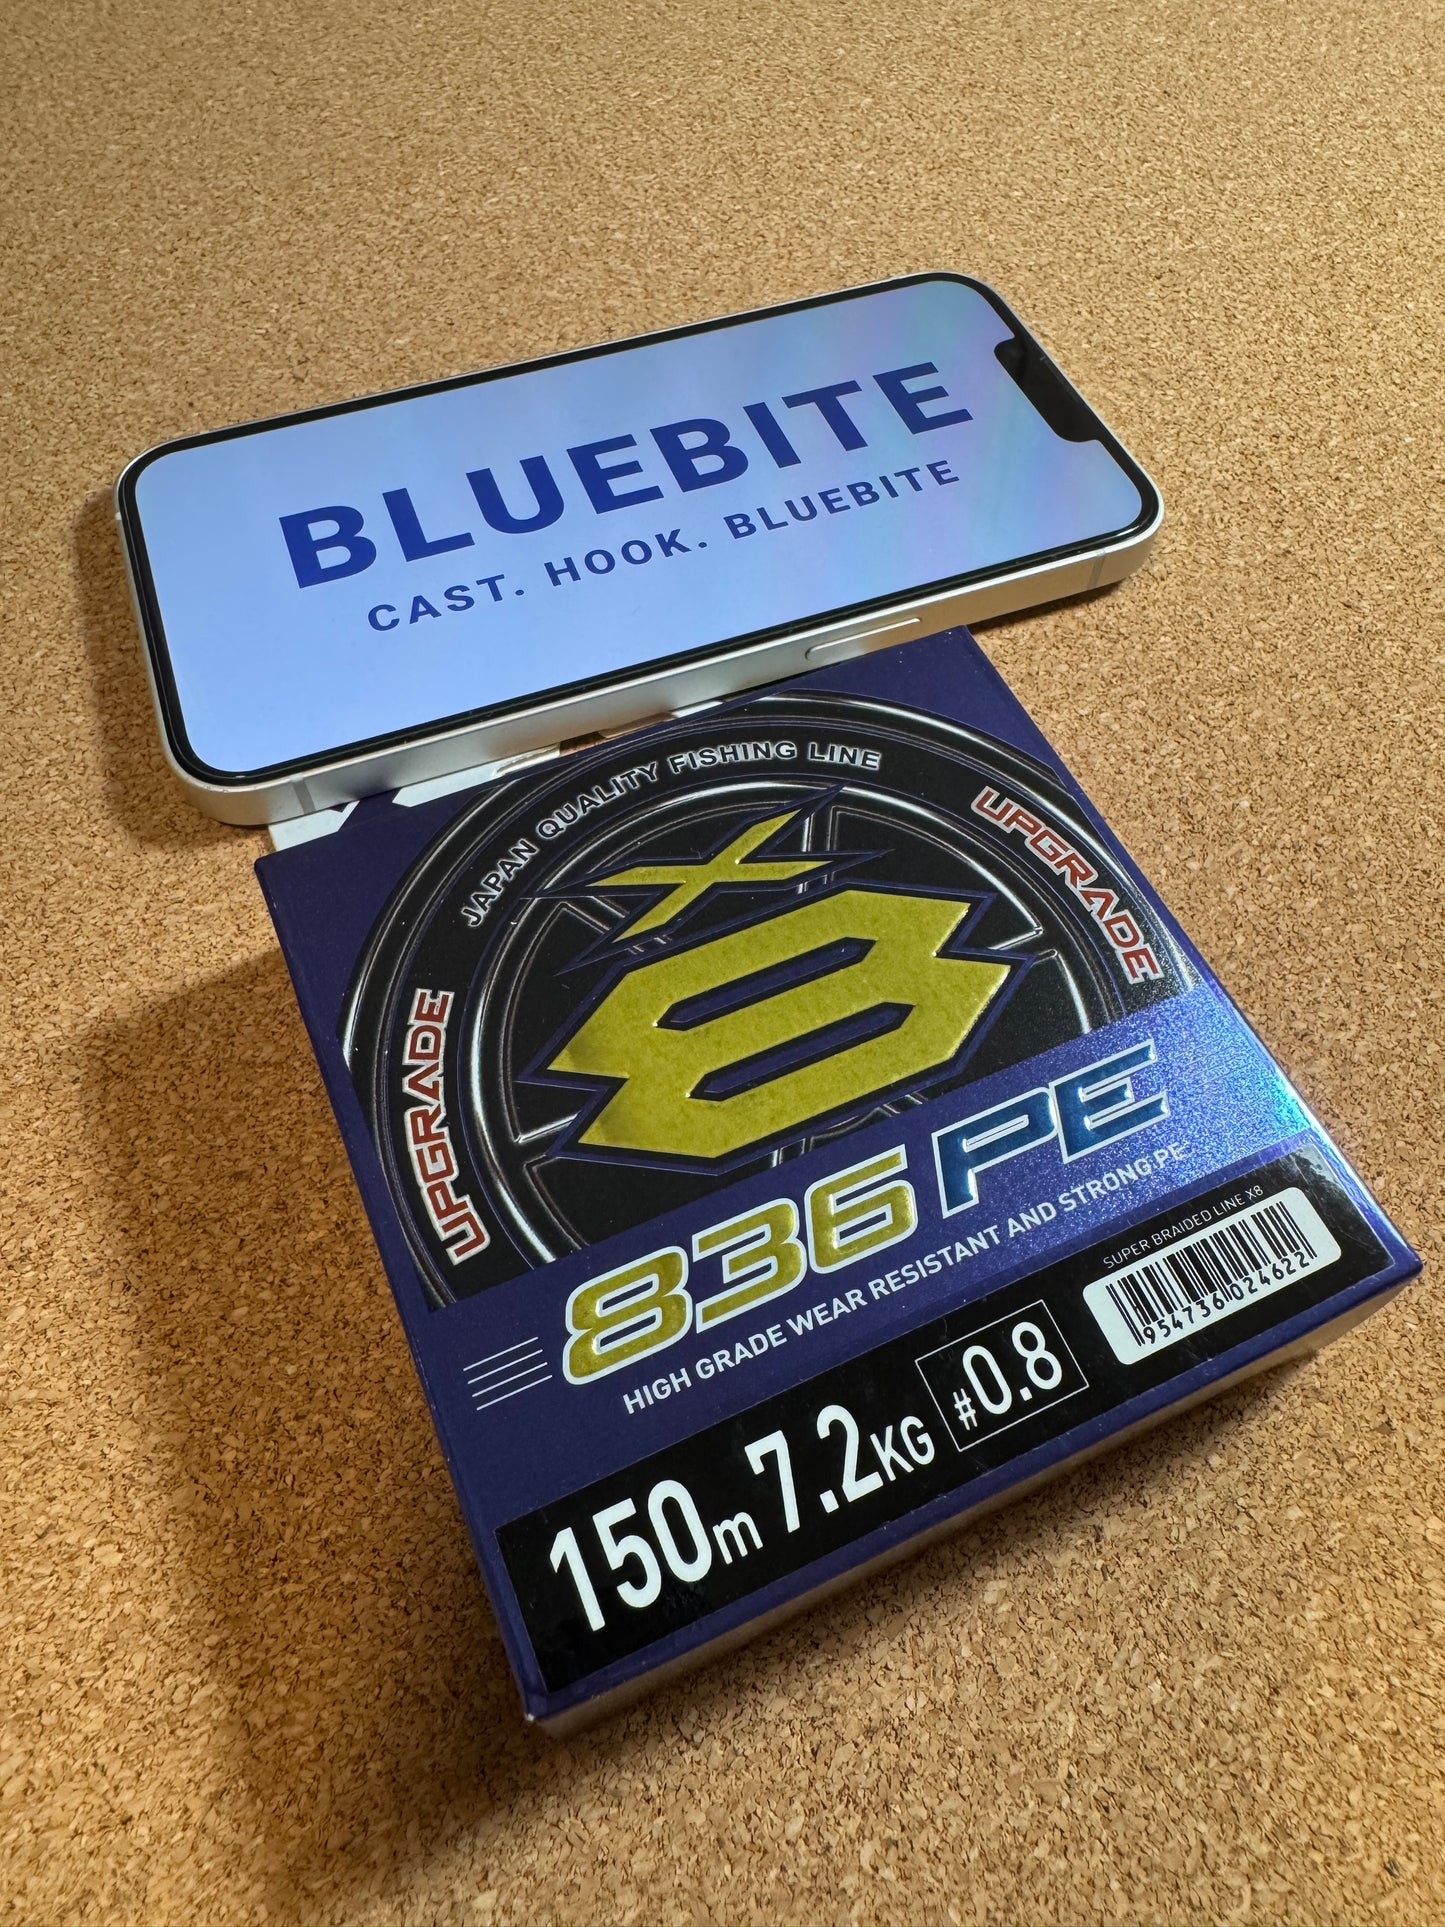 BLUEBITE
CAST. HOOK. BLUEBITE
JAPAN QUALITY FISHING LINE
UPGRADE
UPGRADE
X
8
836 PE
HIGH GRADE WEAR RESISTANT AND STRONG PE
SUPER BRAIDED LINE X8
954736024622
150m 7.2KG #0.8